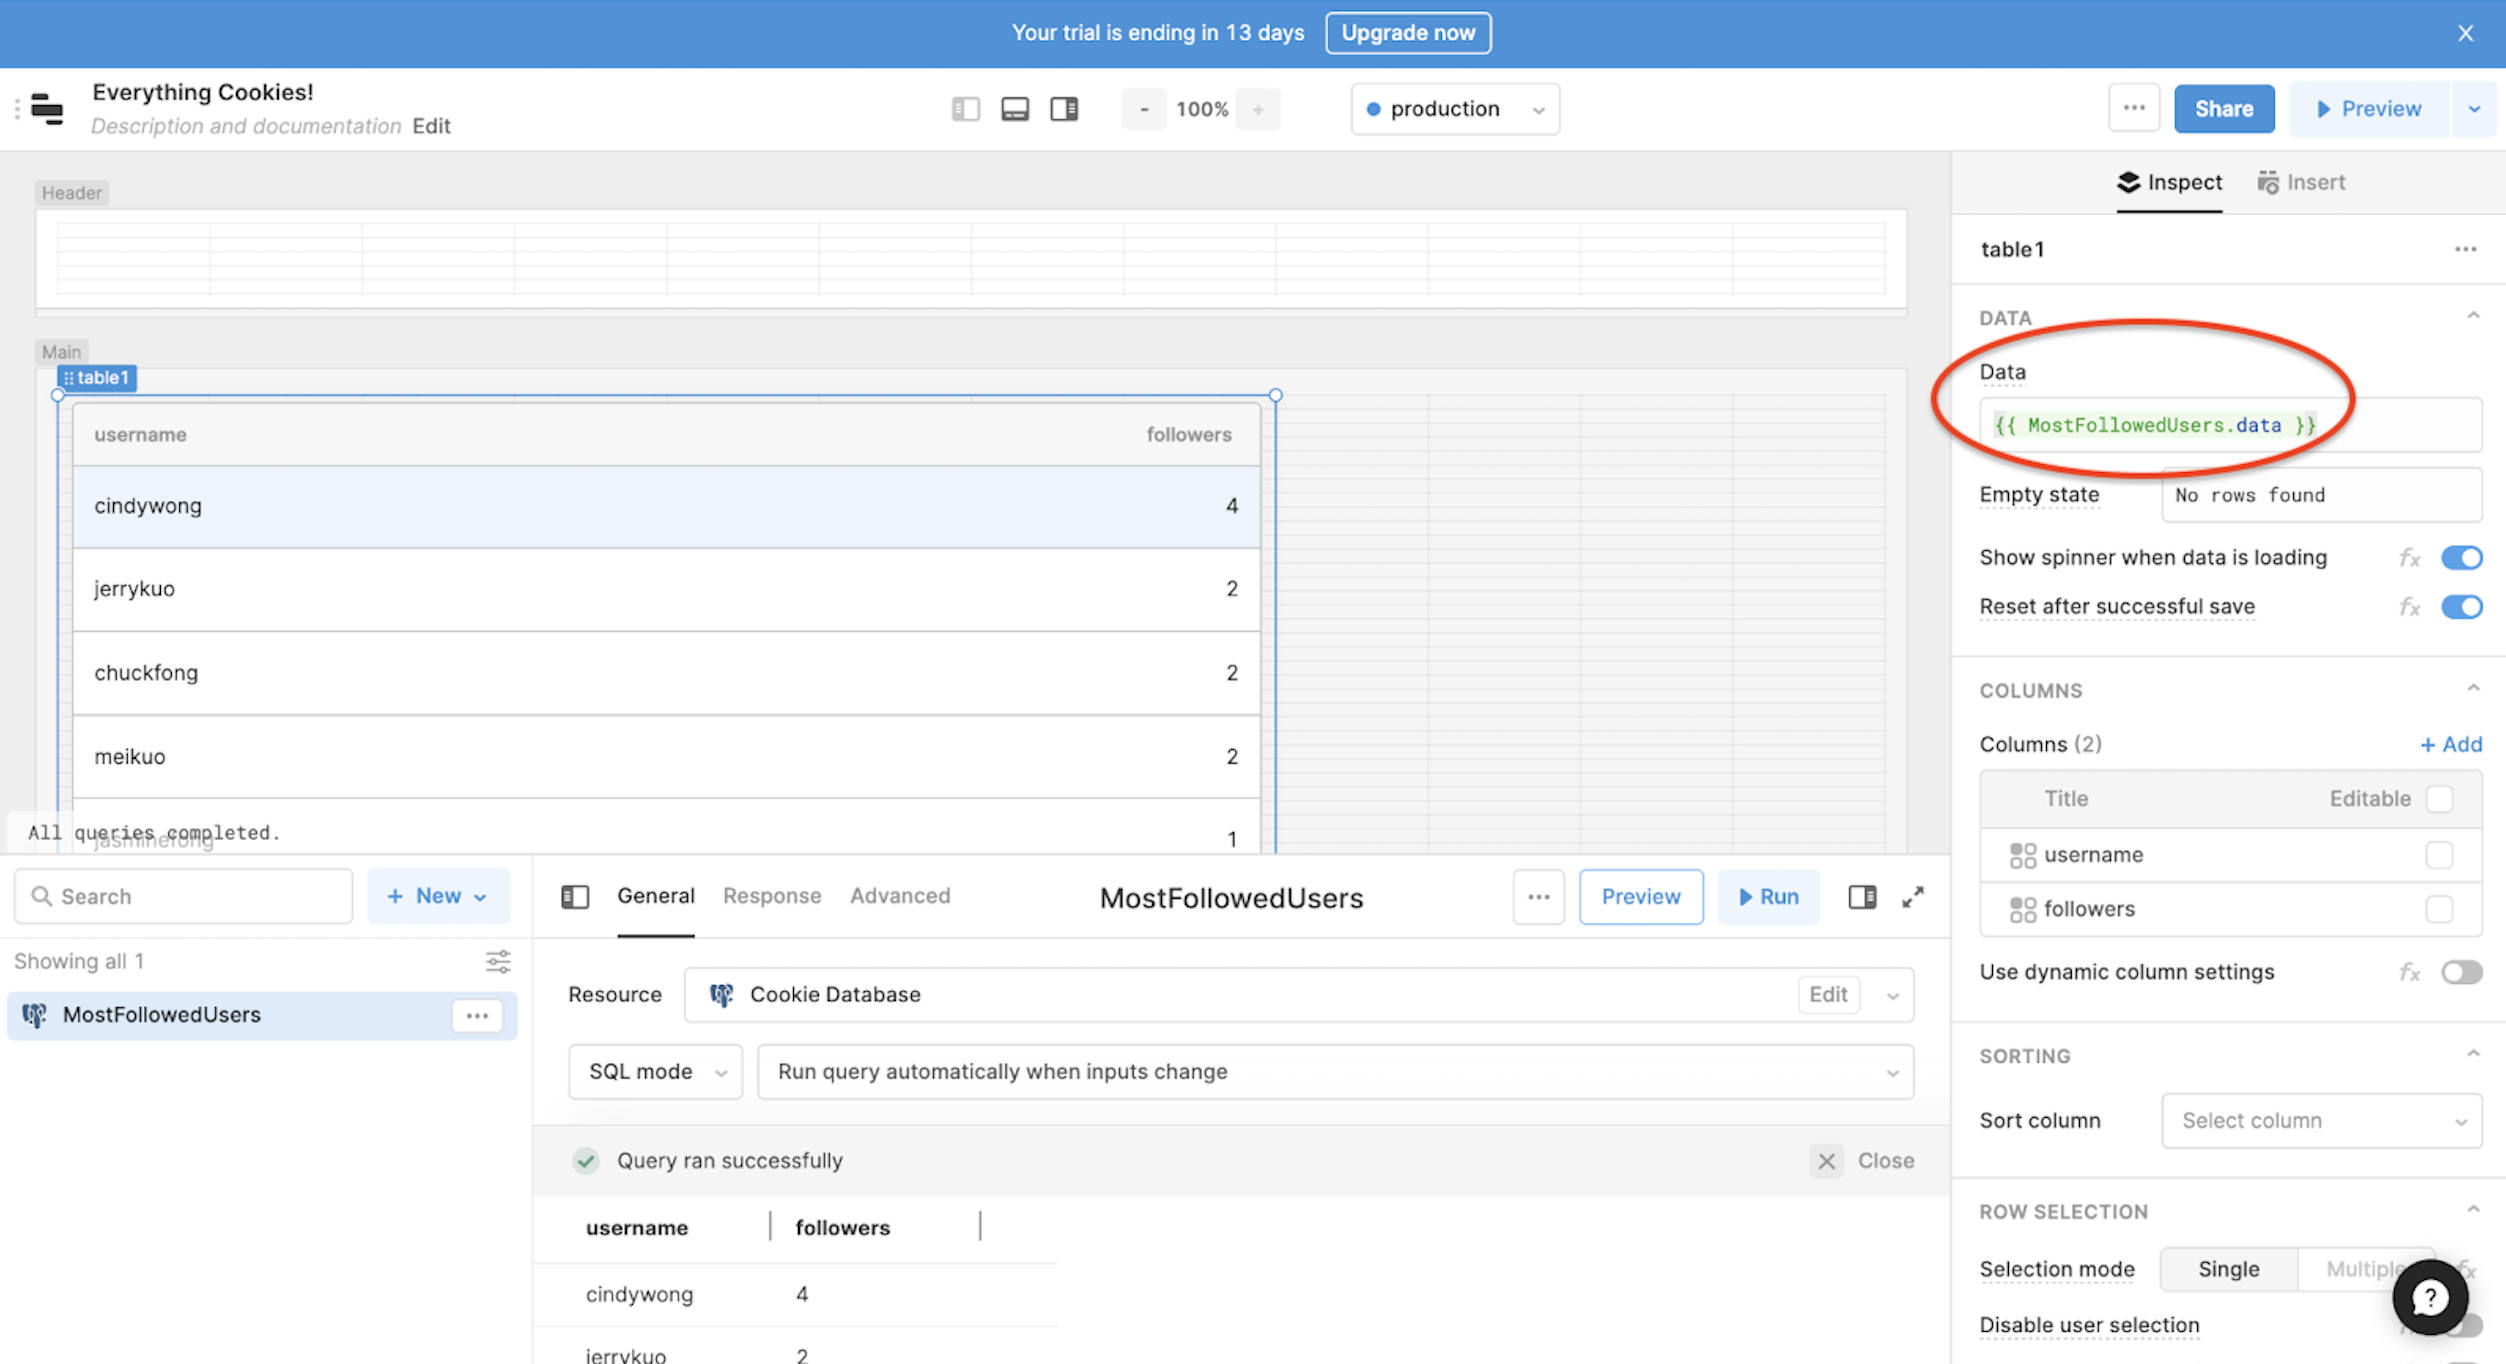 Your trial is ending in 13 days Upgrade now X
Everything Cookies!
Description and documentation Edit
- 100% +
production
Share
Preview
Header
Inspect Insert
table1
DATA
Data
{{ MostFollowedUsers.data }}
Empty state No rows found
Show spinner when data is loading fx
Reset after successful save fx
COLUMNS
Columns (2) + Add
Title Editable
username
followers
Use dynamic column settings fx
SORTING
Sort column Select column
ROW SELECTION
Selection mode Single Multiple fx
Disable user selection
Main
table1
username followers
cindywong 4
jerrykuo 2
chuckfong 2
meikuo 2
jasminefong 1
All queries completed.
Search + New
Showing all 1
MostFollowedUsers
General Response Advanced MostFollowedUsers Preview Run
Resource Cookie Database Edit
SQL mode Run query automatically when inputs change
Query ran successfully Close
username followers
cindywong 4
jerrykuo 2
?